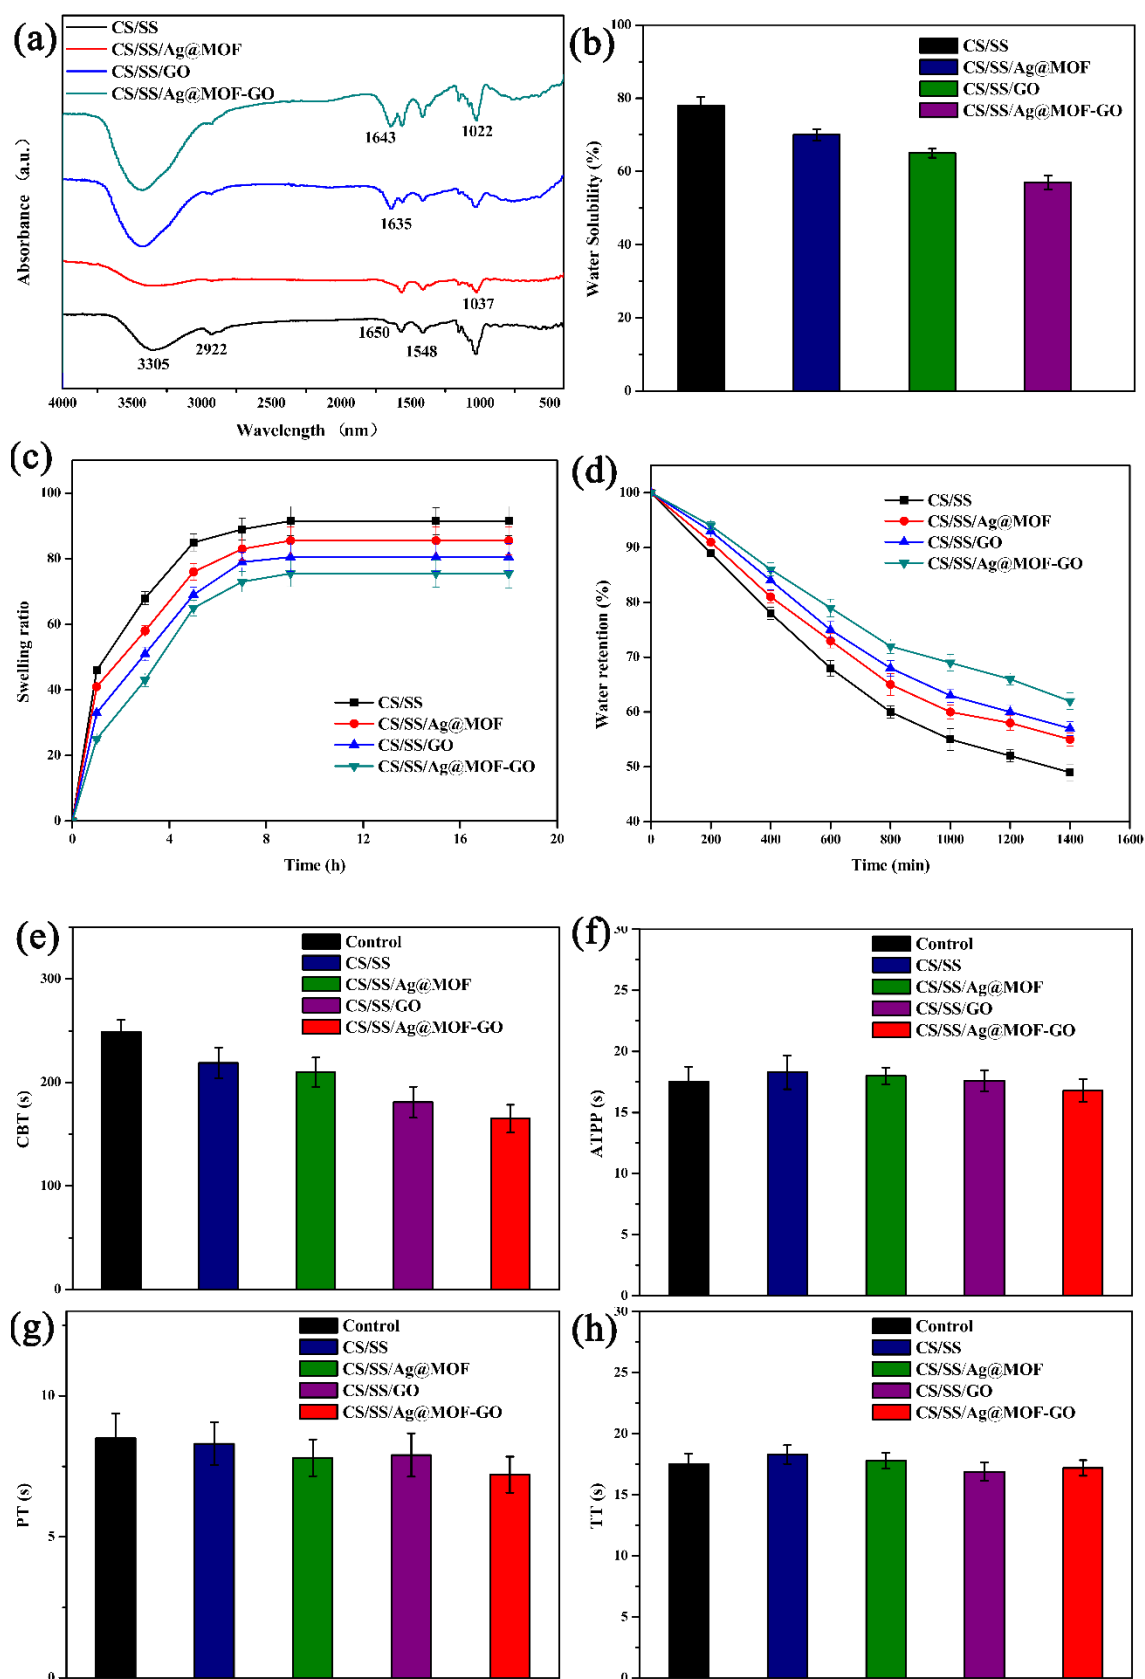 (a)
CS/SS
CS/SS/Ag@MOF
CS/SS/GO
CS/SS/Ag@MOF-GO
1643
1022
1635
1037
1650
1548
3305
2922
Absorbance (a.u.)
4000 3500 3000 2500 2000 1500 1000 500
Wavelength (nm)
(b)
CS/SS
CS/SS/Ag@MOF
CS/SS/GO
CS/SS/Ag@MOF-GO
Water Solubility (%)
100
80
60
40
20
0
(c)
Swelling ratio
100
80
60
40
20
0
CS/SS
CS/SS/Ag@MOF
CS/SS/GO
CS/SS/Ag@MOF-GO
0 4 8 12 16 20
Time (h)
(d)
Water retention (%)
100
90
80
70
60
50
40
CS/SS
CS/SS/Ag@MOF
CS/SS/GO
CS/SS/Ag@MOF-GO
0 200 400 600 800 1000 1200 1400 1600
Time (min)
(e)
Control
CS/SS
CS/SS/Ag@MOF
CS/SS/GO
CS/SS/Ag@MOF-GO
CBT (s)
300
200
100
0
(f)
Control
CS/SS
CS/SS/Ag@MOF
CS/SS/GO
CS/SS/Ag@MOF-GO
ATPP (s)
30
25
20
15
10
5
0
(g)
Control
CS/SS
CS/SS/Ag@MOF
CS/SS/GO
CS/SS/Ag@MOF-GO
PT (s)
10
5
0
(h)
Control
CS/SS
CS/SS/Ag@MOF
CS/SS/GO
CS/SS/Ag@MOF-GO
TT (s)
30
25
20
15
10
5
0